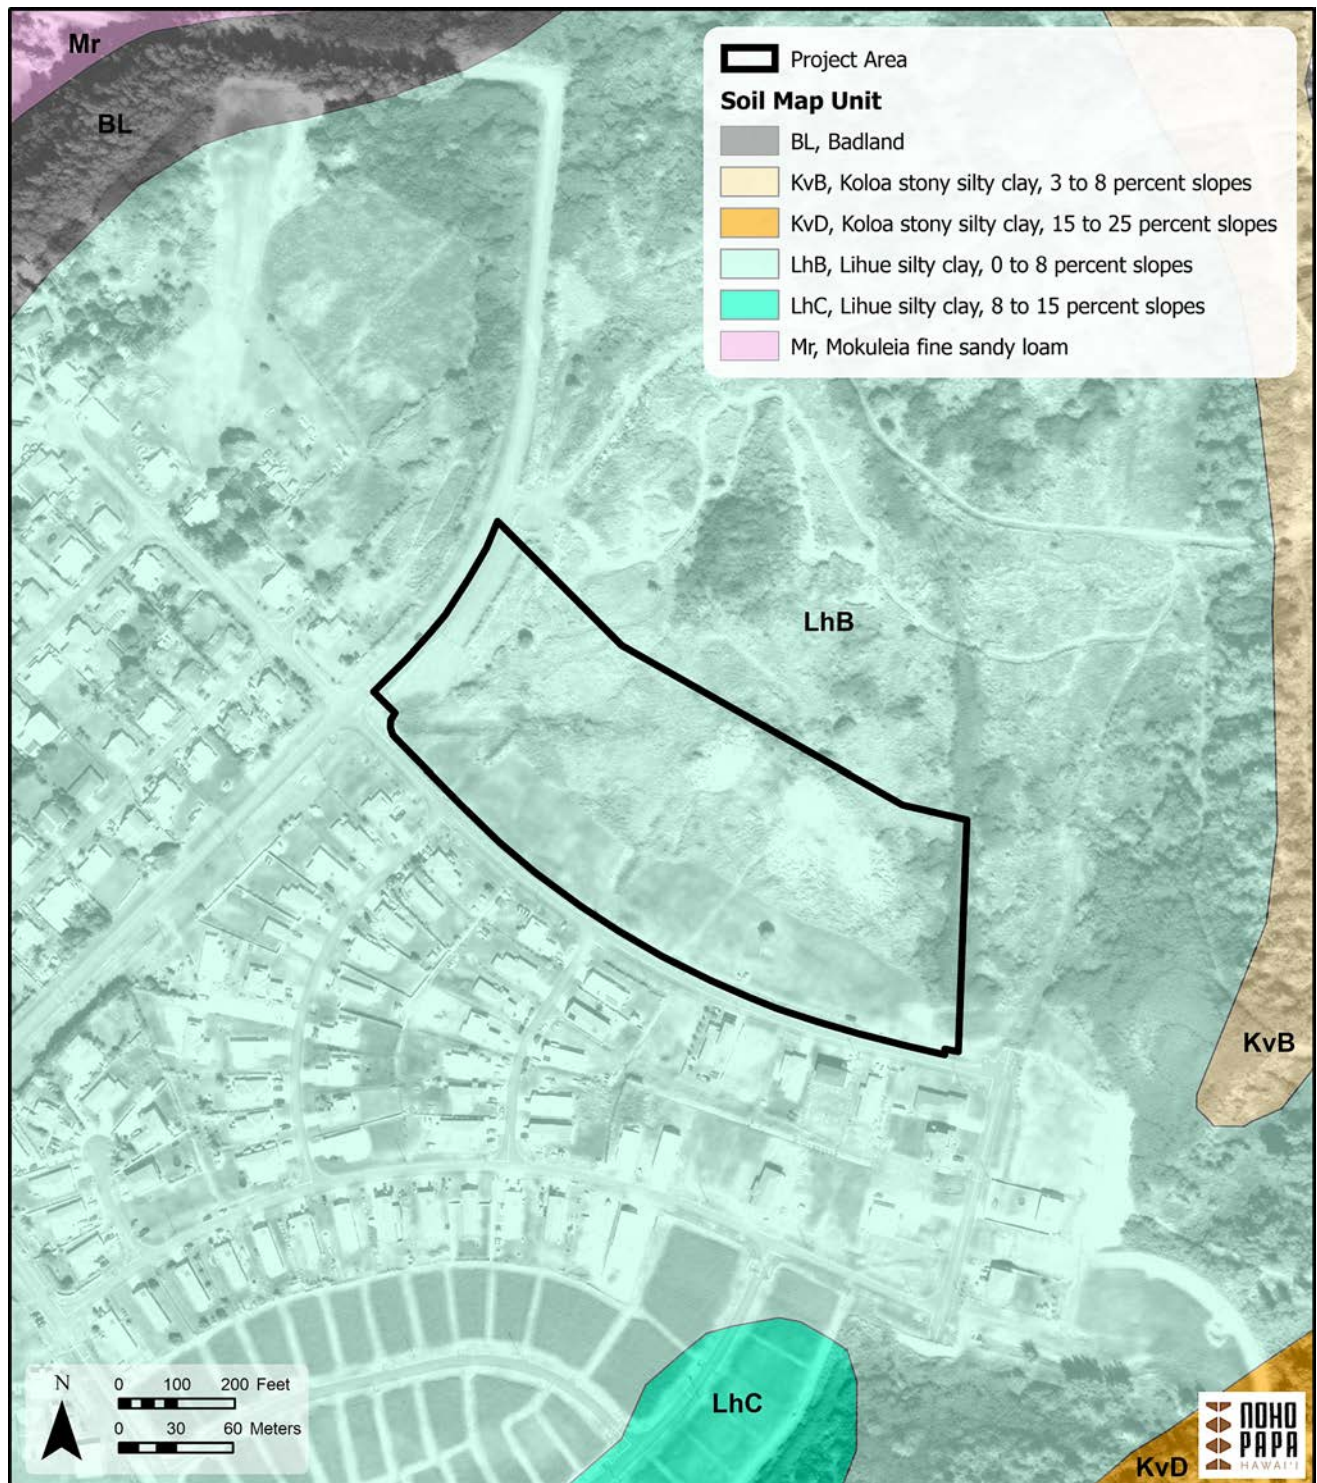 Mr
BL
Project Area
Soil Map Unit
BL, Badland
KvB, Koloa stony silty clay, 3 to 8 percent slopes
KvD, Koloa stony silty clay, 15 to 25 percent slopes
LhB, Lihue silty clay, 0 to 8 percent slopes
LhC, Lihue silty clay, 8 to 15 percent slopes
Mr, Mokuleia fine sandy loam
LhB
KvB
LhC
KvD
N
0 100 200 Feet
0 30 60 Meters
NOHO
PAPA
HAWAI'I